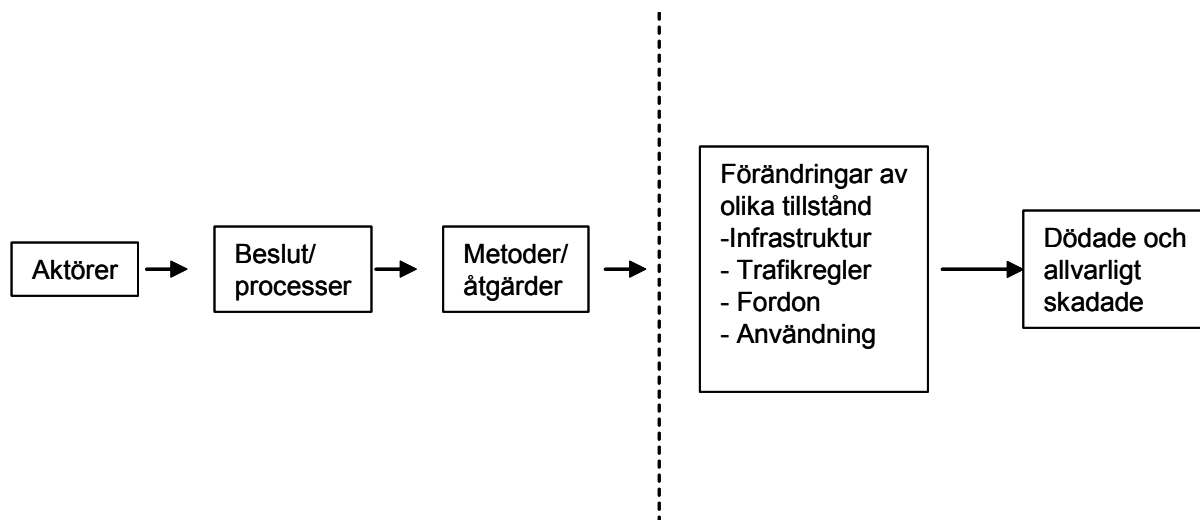 Aktörer
Beslut/
processer
Metoder/
åtgärder
Förändringar av
olika tillstånd
-Infrastruktur
- Trafikregler
- Fordon
- Användning
Dödade och
allvarligt
skadade